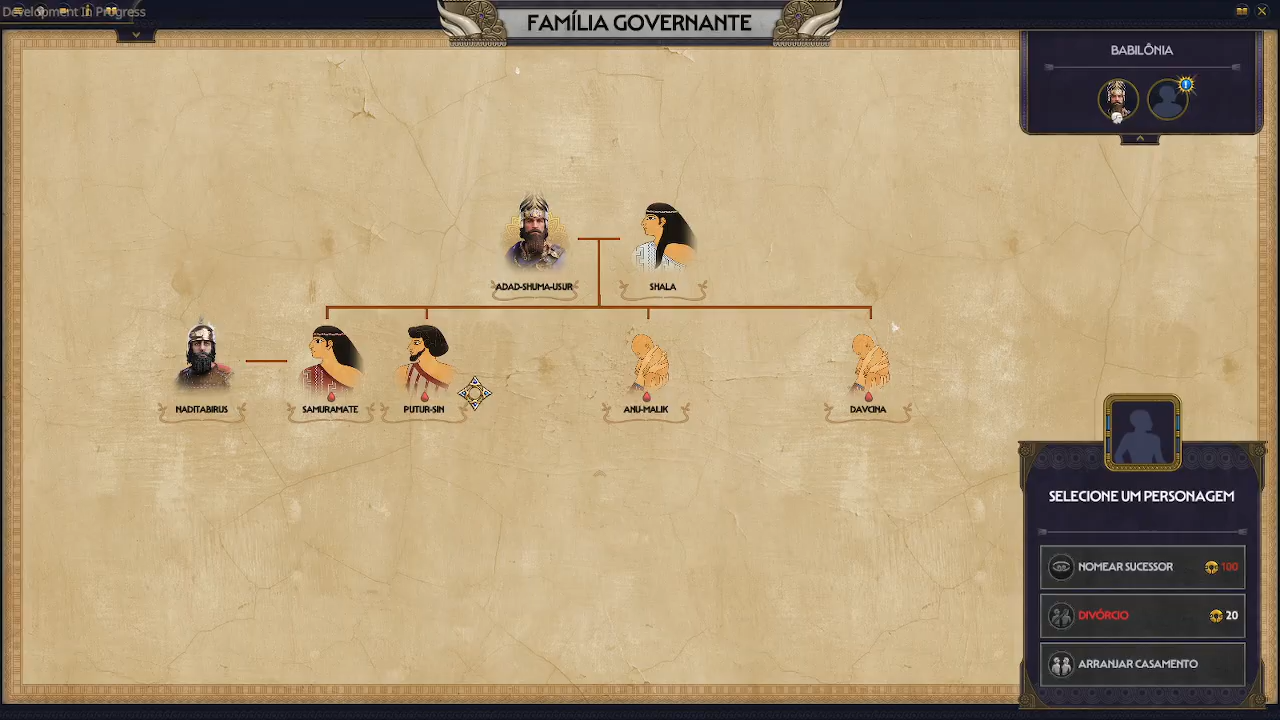 Development In Progress
FAMÍLIA GOVERNANTE
BABILÔNIA
ADAD-SHUMA-USUR
SHALA
NADITABIRUS
SAMURAMATE
PUTUR-SIN
ANU-MALIK
DAVCINA
SELECIONE UM PERSONAGEM
NOMEAR SUCESSOR 100
DIVÓRCIO 20
ARRANJAR CASAMENTO